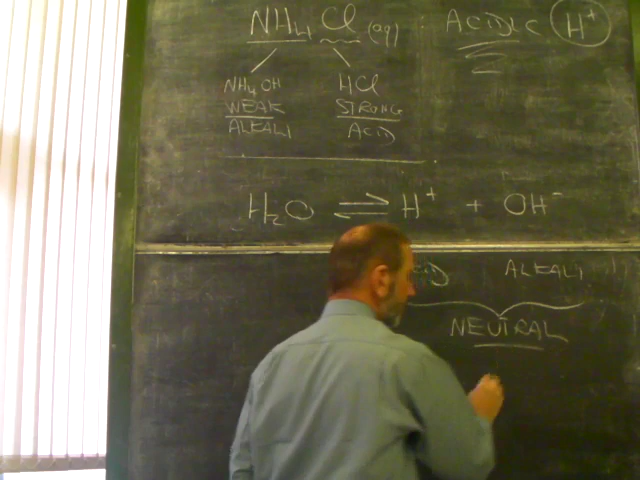 NH4Cl (aq) ACIDIC H+
NH4OH HCl
WEAK STRONG
ALKALI ACID
H2O ⇌ H+ + OH-
ALKALI
NEUTRAL